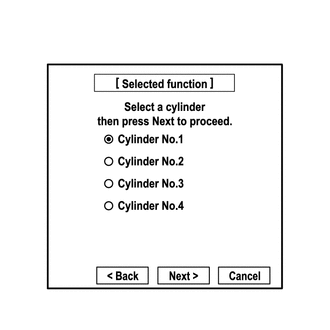 [ Selected function ]
Select a cylinder
then press Next to proceed.
Cylinder No.1
Cylinder No.2
Cylinder No.3
Cylinder No.4
< Back Next > Cancel